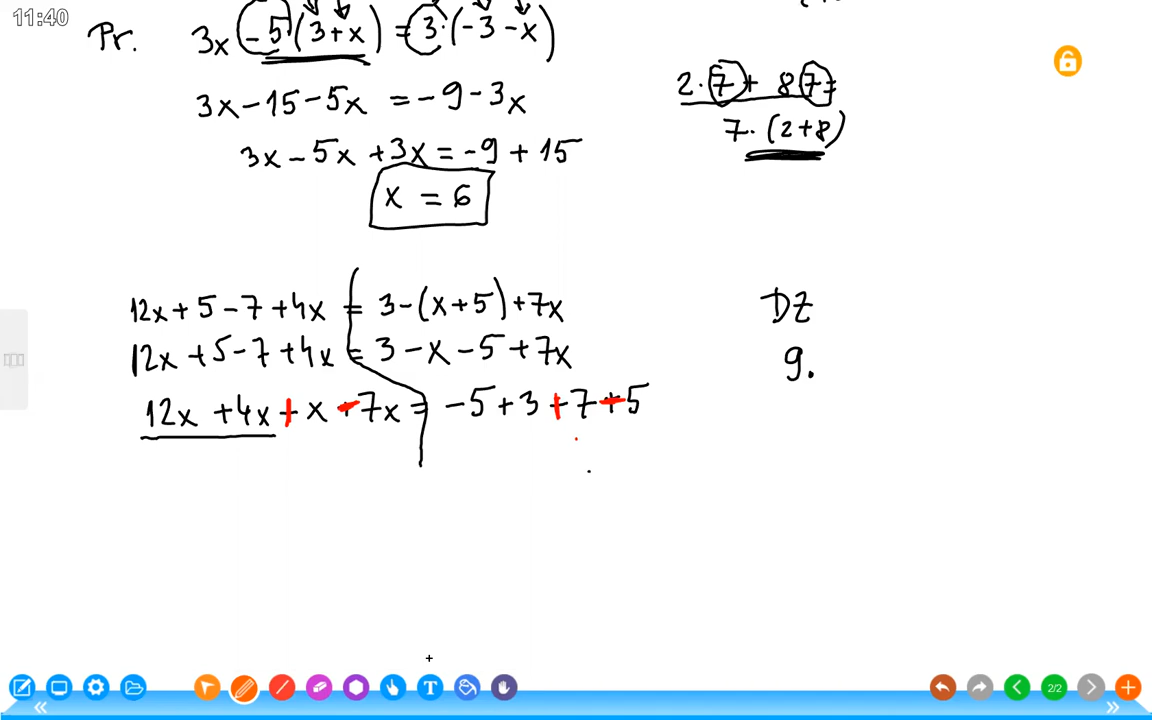 11:40
Pr. 3x - 5(3 + x) = 3·(-3 - x)
3x - 15 - 5x = -9 - 3x
3x - 5x + 3x = -9 + 15
x = 6
2·7 + 8 7 =
7·(2+8)
12x + 5 - 7 + 4x = 3 - (x + 5) + 7x
12x + 5 - 7 + 4x = 3 - x - 5 + 7x
12x + 4x + x - 7x = -5 + 3 + 7 - 5
DZ
9.
2/2